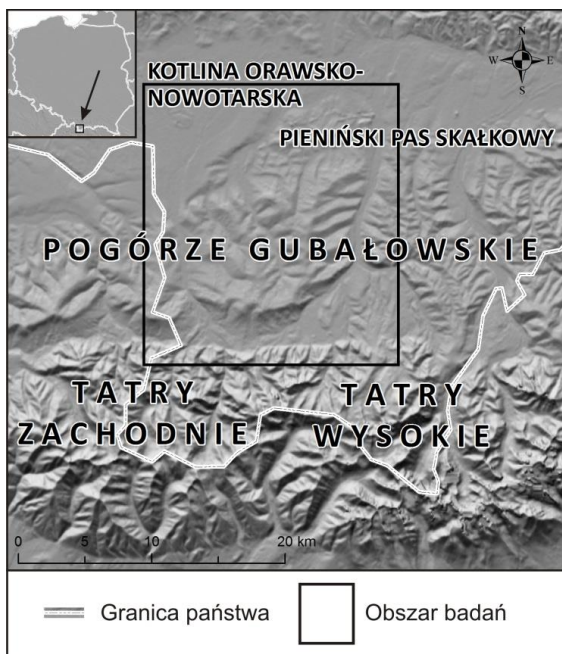 N
W E
S
KOTLINA ORAWSKO-
NOWOTARSKA
PIENIŃSKI PAS SKAŁKOWY
POGÓRZE GUBAŁOWSKIE
TATRY
ZACHODNIE
TATRY
WYSOKIE
0 5 10 20 km
Granica państwa
Obszar badań